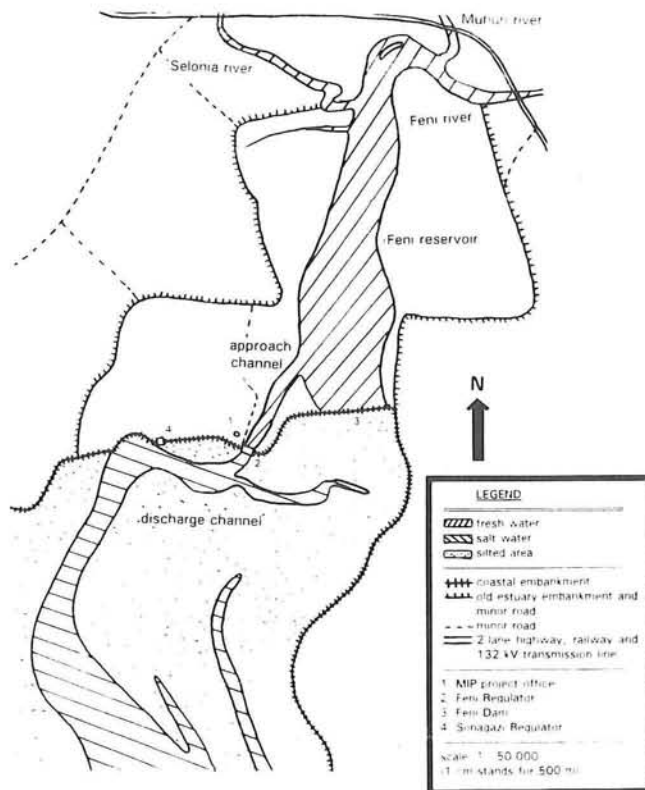 Muhuri river
Selonia river
Feni river
Feni reservoir
approach
channel
N
1
4
2
3
discharge channel
LEGEND
fresh water
salt water
silted area
coastal embankment
old estuary embankment and
minor road
minor road
2 lane highway, railway and
132 kV transmission line
1 MIP project office
2 Feni Regulator
3 Feni Dam
4 Sonagazi Regulator
scale 1 50 000
(1 cm stands for 500 m)